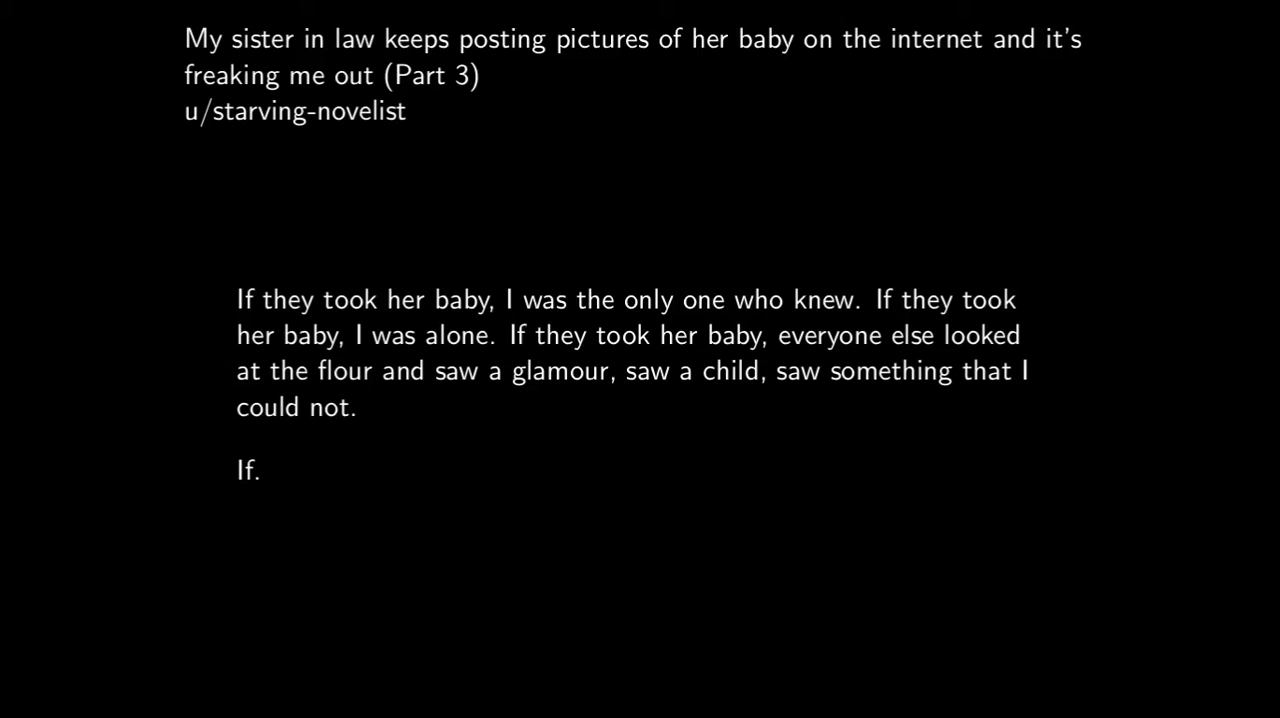 My sister in law keeps posting pictures of her baby on the internet and it's
freaking me out (Part 3)
u/starving-novelist
If they took her baby, I was the only one who knew. If they took
her baby, I was alone. If they took her baby, everyone else looked
at the flour and saw a glamour, saw a child, saw something that I
could not.
If.